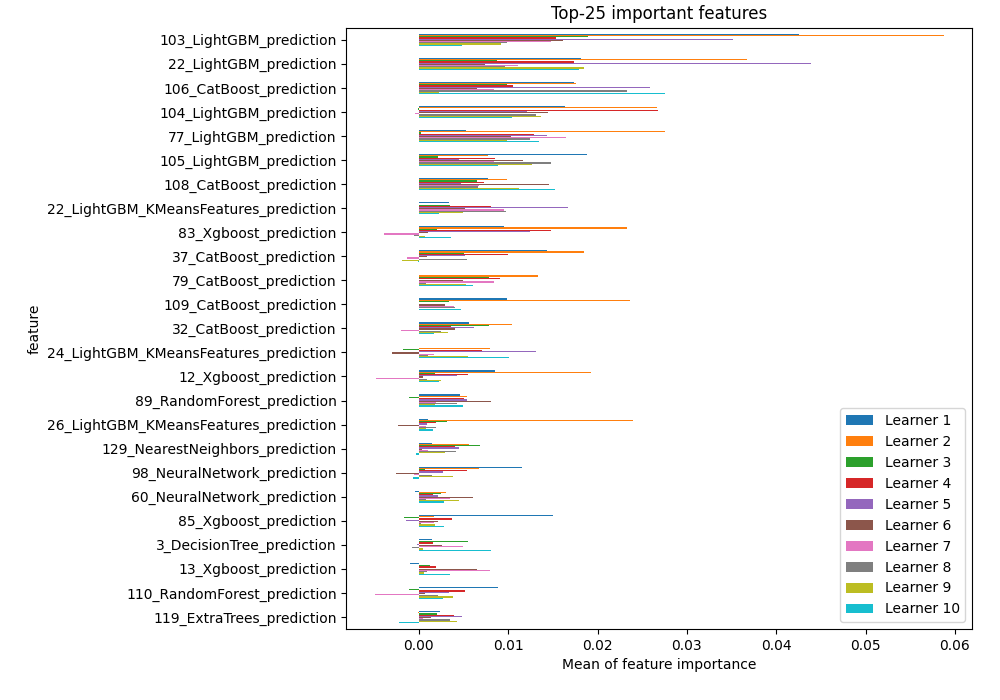 Top-25 important features
103_LightGBM_prediction
22_LightGBM_prediction
106_CatBoost_prediction
104_LightGBM_prediction
77_LightGBM_prediction
105_LightGBM_prediction
108_CatBoost_prediction
22_LightGBM_KMeansFeatures_prediction
83_Xgboost_prediction
37_CatBoost_prediction
79_CatBoost_prediction
109_CatBoost_prediction
32_CatBoost_prediction
24_LightGBM_KMeansFeatures_prediction
12_Xgboost_prediction
89_RandomForest_prediction
26_LightGBM_KMeansFeatures_prediction
129_NearestNeighbors_prediction
98_NeuralNetwork_prediction
60_NeuralNetwork_prediction
85_Xgboost_prediction
3_DecisionTree_prediction
13_Xgboost_prediction
110_RandomForest_prediction
119_ExtraTrees_prediction
feature
Learner 1
Learner 2
Learner 3
Learner 4
Learner 5
Learner 6
Learner 7
Learner 8
Learner 9
Learner 10
0.00 0.01 0.02 0.03 0.04 0.05 0.06
Mean of feature importance